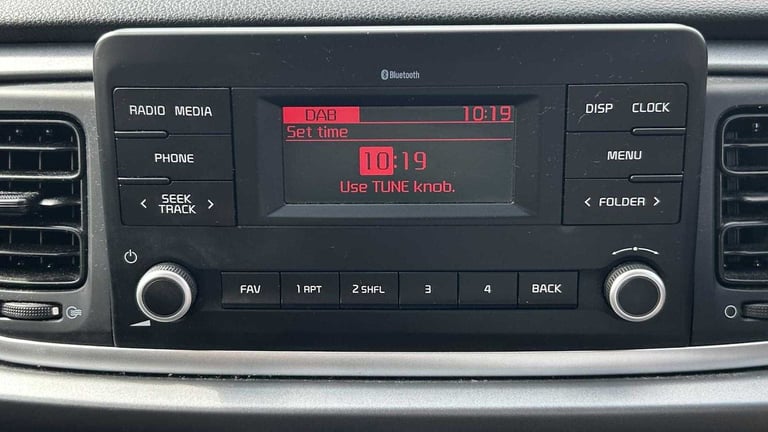 Bluetooth
RADIO MEDIA
PHONE
< SEEK TRACK >
DAB 10:19
Set time
10:19
Use TUNE knob.
DISP CLOCK
MENU
< FOLDER >
FAV 1 RPT 2 SHFL 3 4 BACK